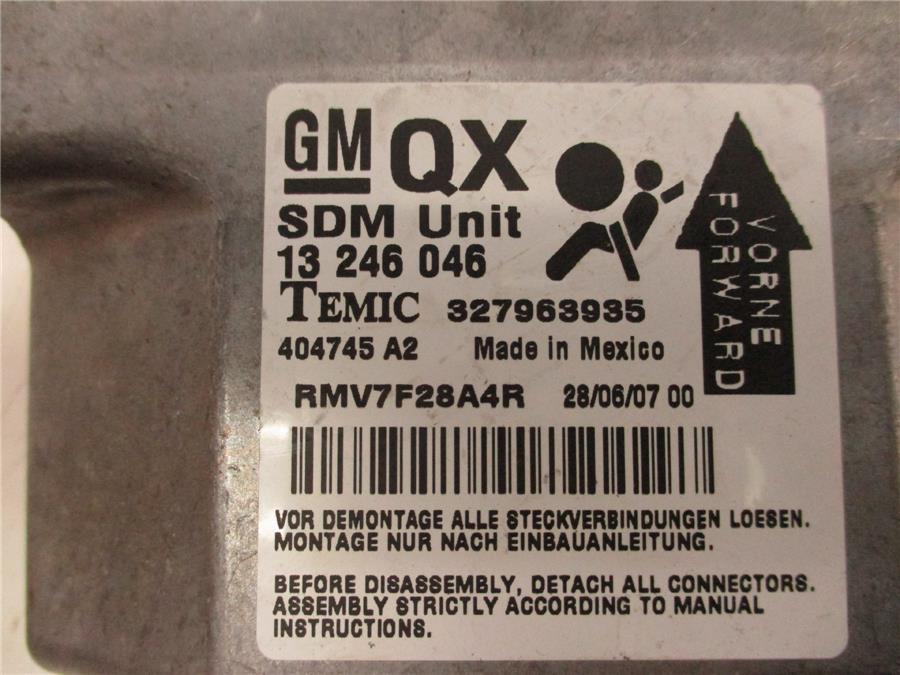 GM QX
SDM Unit
13 246 046
TEMIC 327963935
404745 A2 Made in Mexico
RMV7F28A4R 28/06/07 00
VORNE
FORWARD
VOR DEMONTAGE ALLE STECKVERBINDUNGEN LOESEN.
MONTAGE NUR NACH EINBAUANLEITUNG.
BEFORE DISASSEMBLY, DETACH ALL CONNECTORS.
ASSEMBLY STRICTLY ACCORDING TO MANUAL
INSTRUCTIONS.